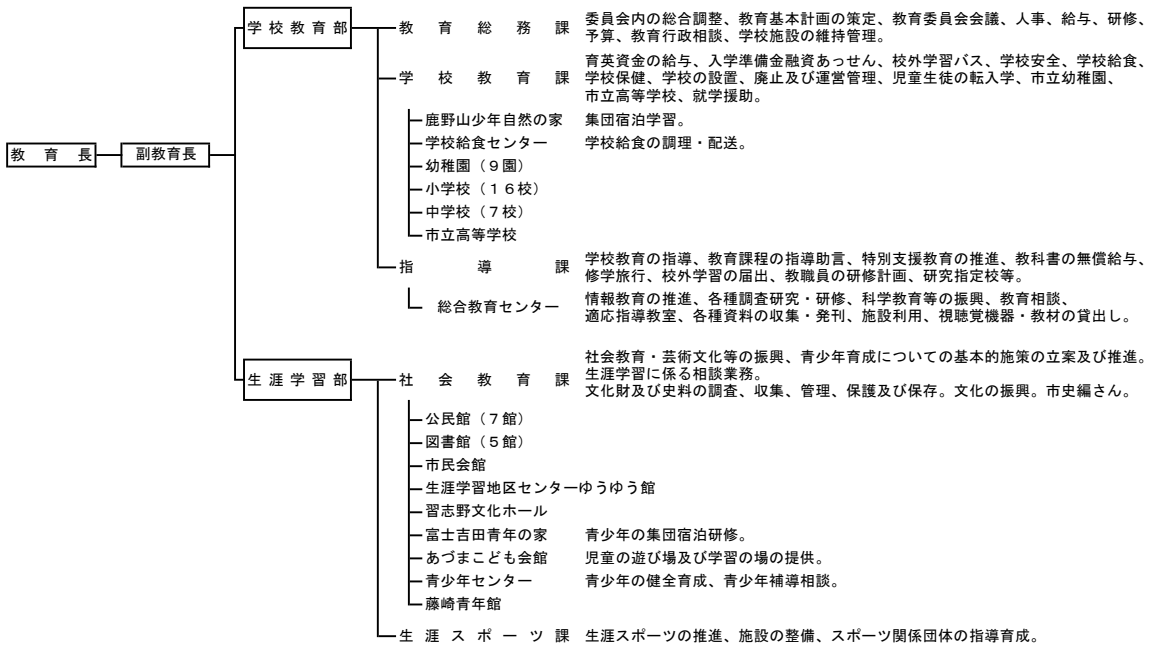 教育長
副教育長
学校教育部
教育総務課
委員会内の総合調整、教育基本計画の策定、教育委員会会議、人事、給与、研修、
予算、教育行政相談、学校施設の維持管理。
学校教育課
育英資金の給与、入学準備金融資あっせん、校外学習バス、学校安全、学校給食、
学校保健、学校の設置、廃止及び運営管理、児童生徒の転入学、市立幼稚園、
市立高等学校、就学援助。
鹿野山少年自然の家 集団宿泊学習。
学校給食センター 学校給食の調理・配送。
幼稚園（９園）
小学校（１６校）
中学校（７校）
市立高等学校
指導課
学校教育の指導、教育課程の指導助言、特別支援教育の推進、教科書の無償給与、
修学旅行、校外学習の届出、教職員の研修計画、研究指定校等。
総合教育センター
情報教育の推進、各種調査研究・研修、科学教育等の振興、教育相談、
適応指導教室、各種資料の収集・発刊、施設利用、視聴覚機器・教材の貸出し。
生涯学習部
社会教育課
社会教育・芸術文化等の振興、青少年育成についての基本的施策の立案及び推進。
生涯学習に係る相談業務。
文化財及び史料の調査、収集、管理、保護及び保存。文化の振興。市史編さん。
公民館（７館）
図書館（５館）
市民会館
生涯学習地区センターゆうゆう館
習志野文化ホール
富士吉田青年の家 青少年の集団宿泊研修。
あづまこども会館 児童の遊び場及び学習の場の提供。
青少年センター 青少年の健全育成、青少年補導相談。
藤崎青年館
生涯スポーツ課 生涯スポーツの推進、施設の整備、スポーツ関係団体の指導育成。